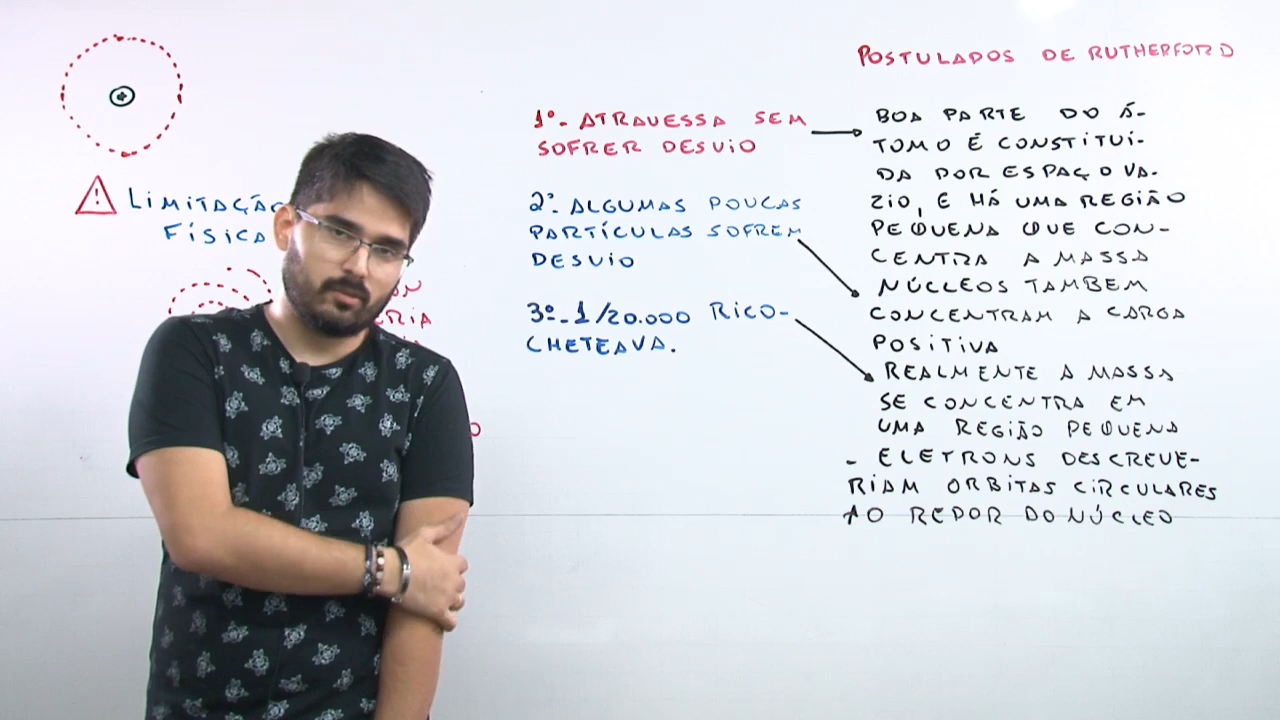 POSTULADOS DE RUTHERFORD
LIMITAÇÃO
FÍSICA
1º- ATRAVESSA SEM
SOFRER DESVIO
2º- ALGUMAS POUCAS
PARTÍCULAS SOFREM
DESVIO
3º- 1/20.000 RICO-
CHETEAVA.
BOA PARTE DO Á-
TOMO É CONSTITUÍ-
DA POR ESPAÇO VA-
ZIO, E HÁ UMA REGIÃO
PEQUENA QUE CON-
CENTRA A MASSA
NÚCLEOS TAMBEM
CONCENTRAM A CARGA
POSITIVA
REALMENTE A MASSA
SE CONCENTRA EM
UMA REGIÃO PEQUENA
- ELETRONS DESCREVE-
RIAM ORBITAS CIRCULARES
AO REDOR DO NÚCLEO